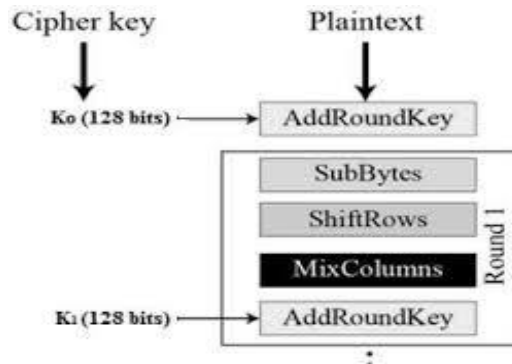 Cipher key
Plaintext
K0 (128 bits)
AddRoundKey
SubBytes
ShiftRows
MixColumns
Round 1
K1 (128 bits)
AddRoundKey